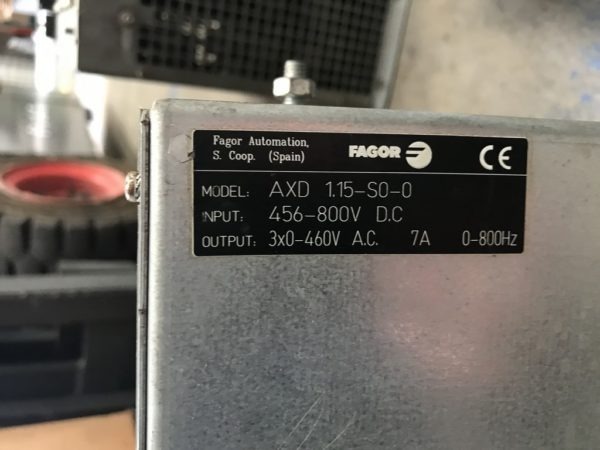 Fagor Automation,
S. Coop. (Spain)
FAGOR
CE
MODEL: AXD 1.15-S0-0
INPUT: 456-800V D.C
OUTPUT: 3x0-460V A.C. 7A 0-800Hz